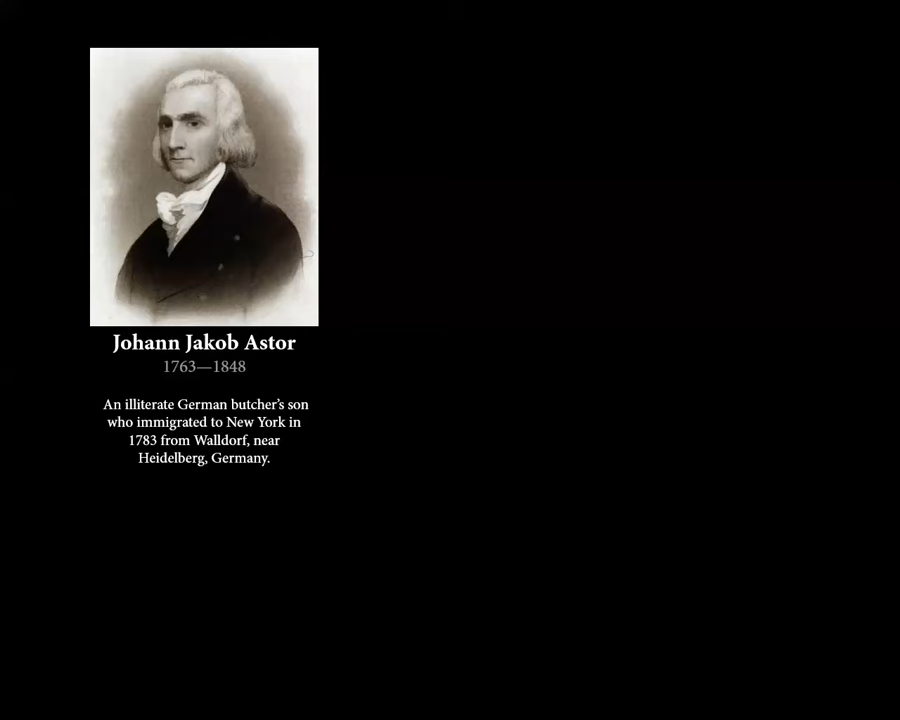 Johann Jakob Astor
1763—1848
An illiterate German butcher’s son
who immigrated to New York in
1783 from Walldorf, near
Heidelberg, Germany.